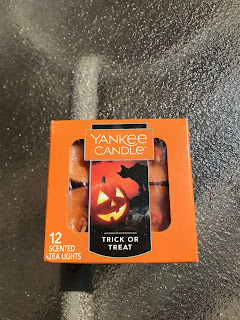 YANKEE
CANDLE®
TRICK OR
TREAT
12
SCENTED
TEA LIGHTS